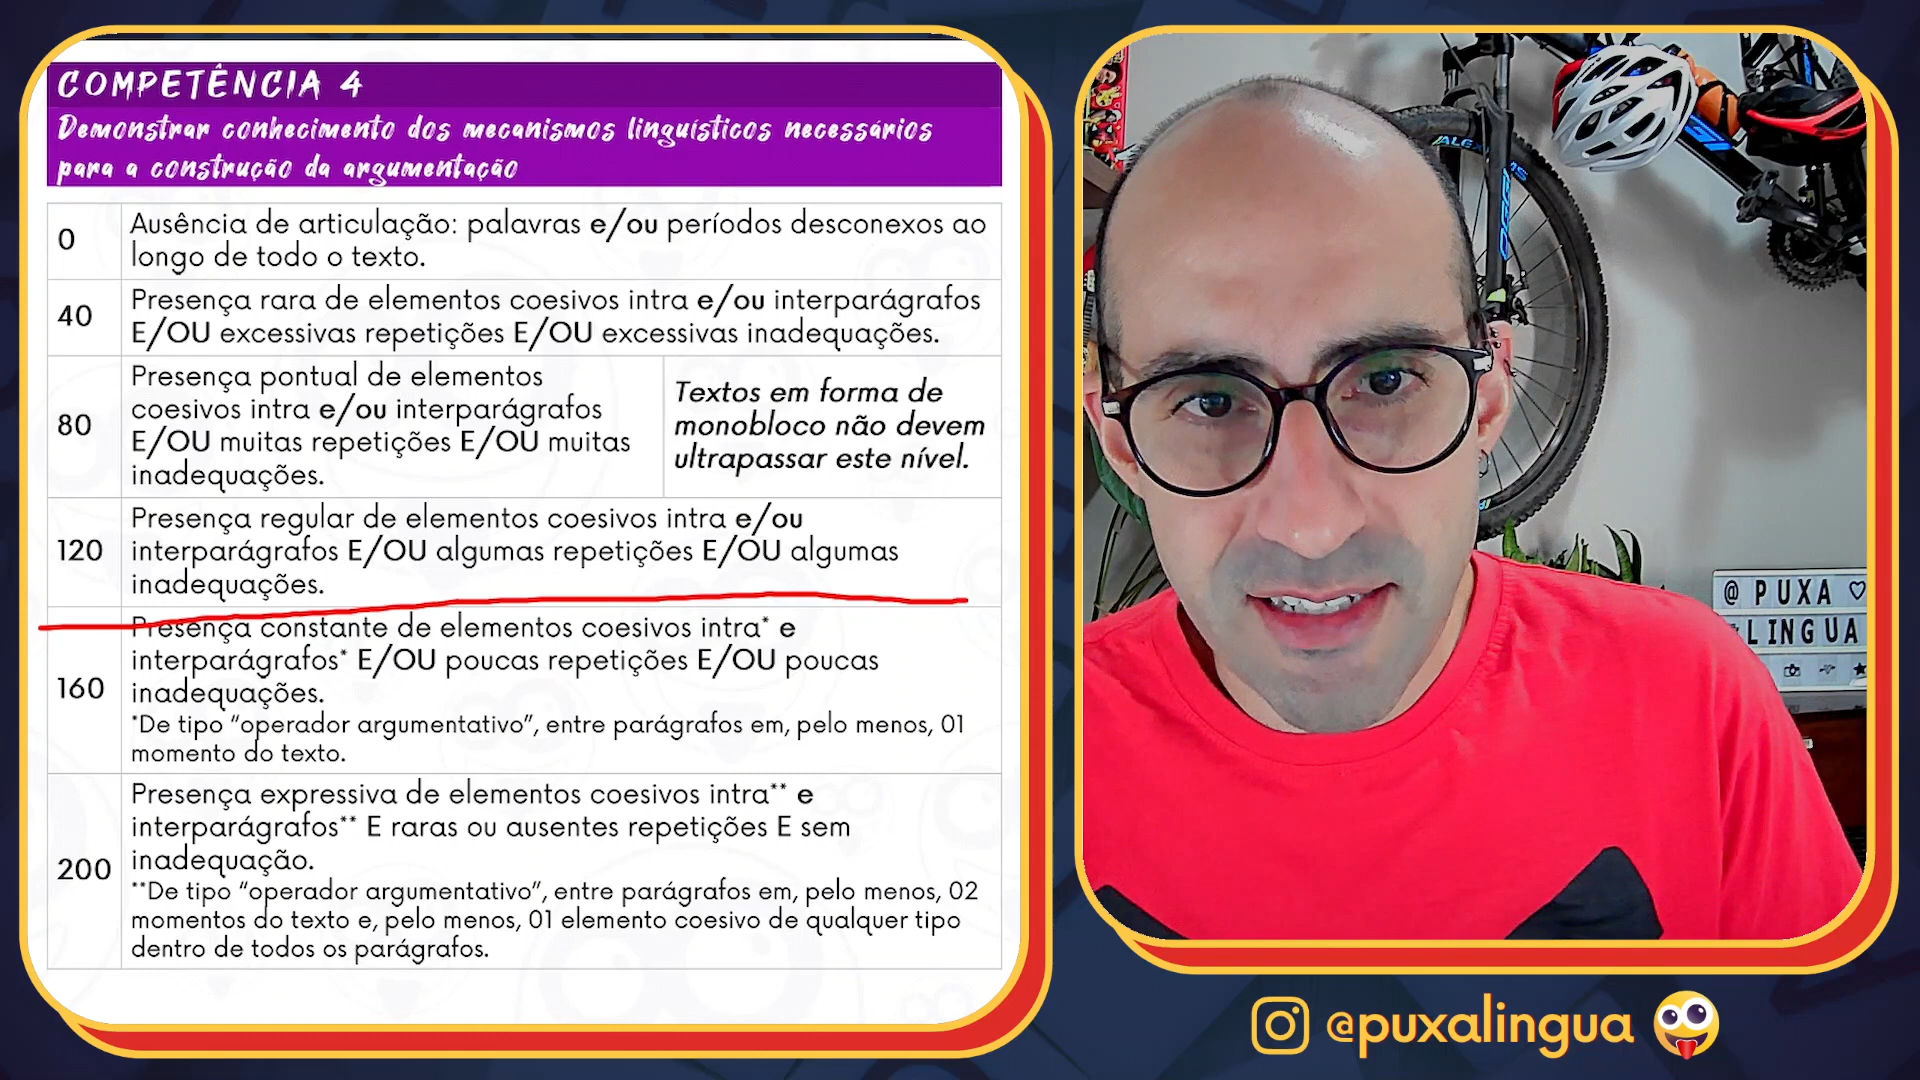 COMPETÊNCIA 4
Demonstrar conhecimento dos mecanismos linguísticos necessários
para a construção da argumentação
0
Ausência de articulação: palavras e/ou períodos desconexos ao
longo de todo o texto.
40
Presença rara de elementos coesivos intra e/ou interparágrafos
E/OU excessivas repetições E/OU excessivas inadequações.
80
Presença pontual de elementos
coesivos intra e/ou interparágrafos
E/OU muitas repetições E/OU muitas
inadequações.
Textos em forma de
monobloco não devem
ultrapassar este nível.
120
Presença regular de elementos coesivos intra e/ou
interparágrafos E/OU algumas repetições E/OU algumas
inadequações.
160
Presença constante de elementos coesivos intra* e
interparágrafos* E/OU poucas repetições E/OU poucas
inadequações.
*De tipo “operador argumentativo”, entre parágrafos em, pelo menos, 01
momento do texto.
200
Presença expressiva de elementos coesivos intra** e
interparágrafos** E raras ou ausentes repetições E sem
inadequação.
**De tipo “operador argumentativo”, entre parágrafos em, pelo menos, 02
momentos do texto e, pelo menos, 01 elemento coesivo de qualquer tipo
dentro de todos os parágrafos.
@ PUXA ♡
LINGUA
@puxalingua